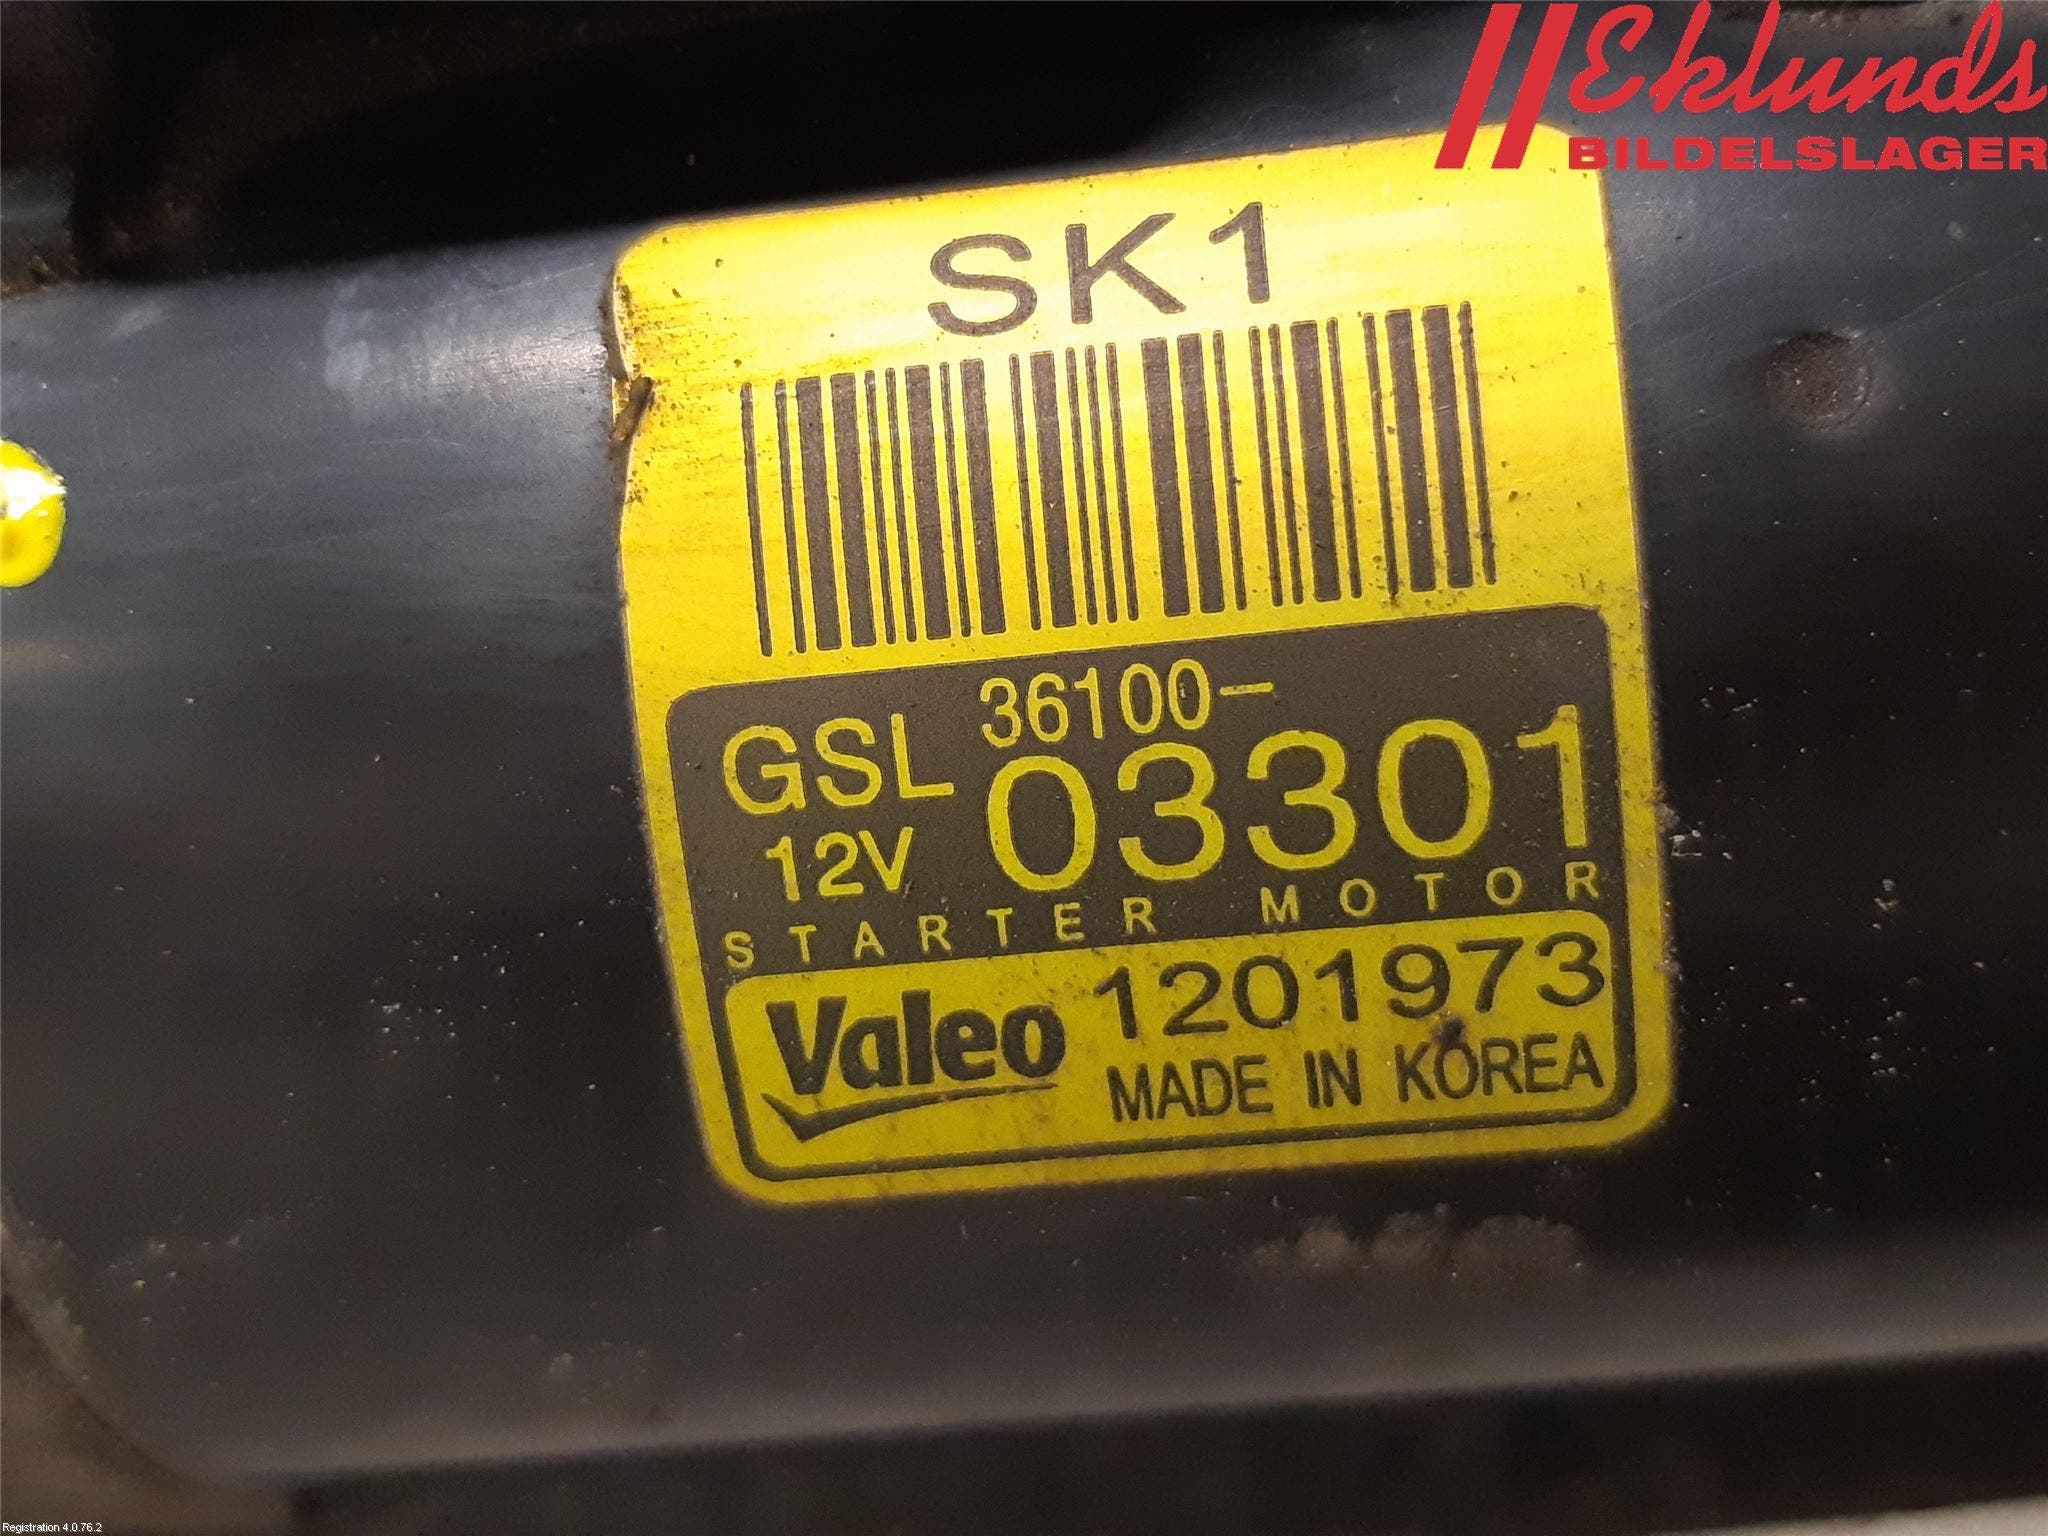 Eklunds
BILDELSLAGER
SK1
GSL 36100-
12V 03301
STARTER MOTOR
Valeo 1201973
MADE IN KOREA
Registration 4.0.76.2